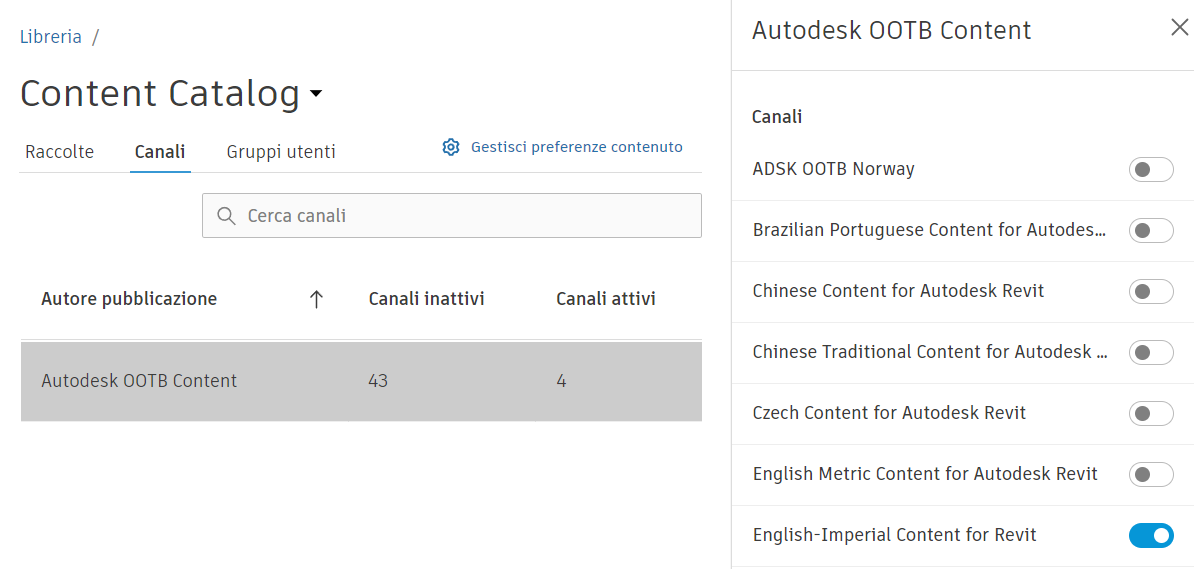 Libreria /
Content Catalog
Raccolte
Canali
Gruppi utenti
Gestisci preferenze contenuto
Cerca canali
Autore pubblicazione
Canali inattivi
Canali attivi
Autodesk OOTB Content
43
4
Autodesk OOTB Content
Canali
ADSK OOTB Norway
Brazilian Portuguese Content for Autodes...
Chinese Content for Autodesk Revit
Chinese Traditional Content for Autodesk ...
Czech Content for Autodesk Revit
English Metric Content for Autodesk Revit
English-Imperial Content for Revit